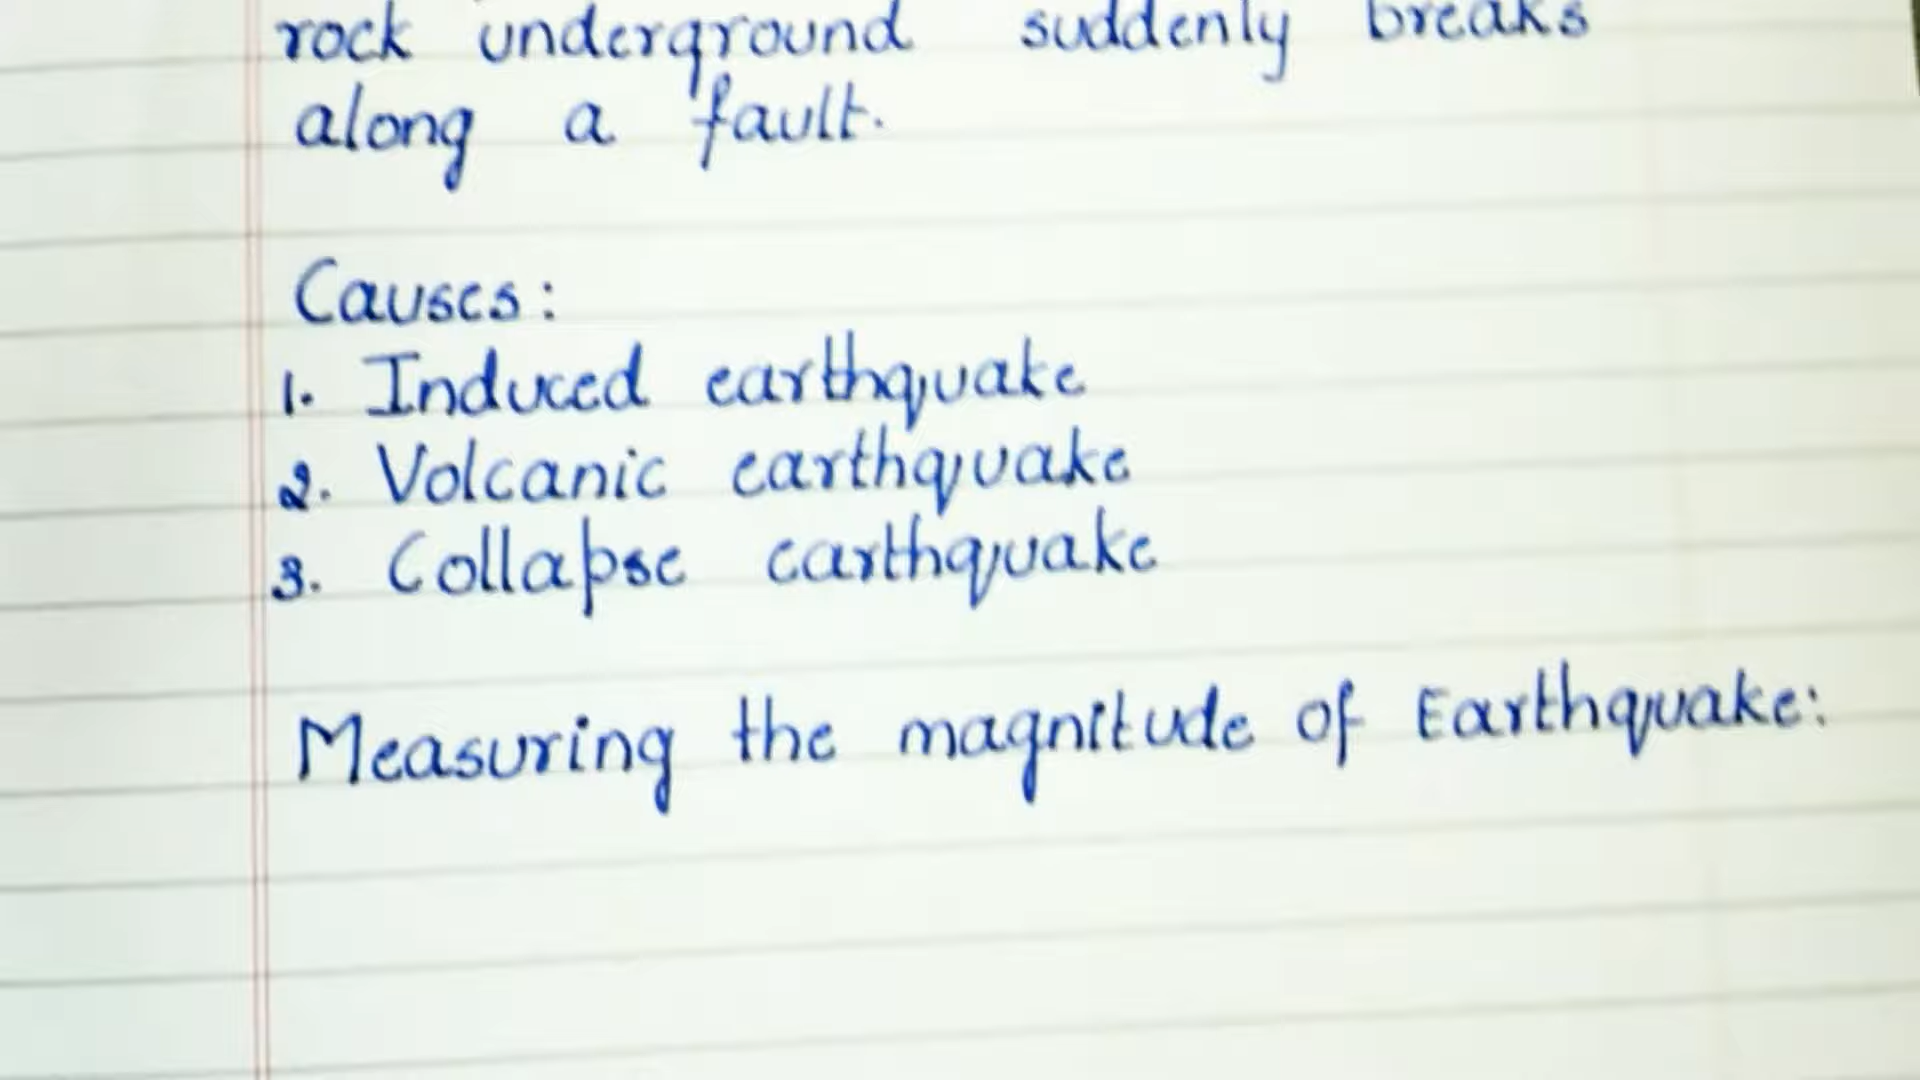 rock underground suddenly breaks
along a fault.
Causes:
1. Induced earthquake
2. Volcanic earthquake
3. Collapse earthquake
Measuring the magnitude of Earthquake: